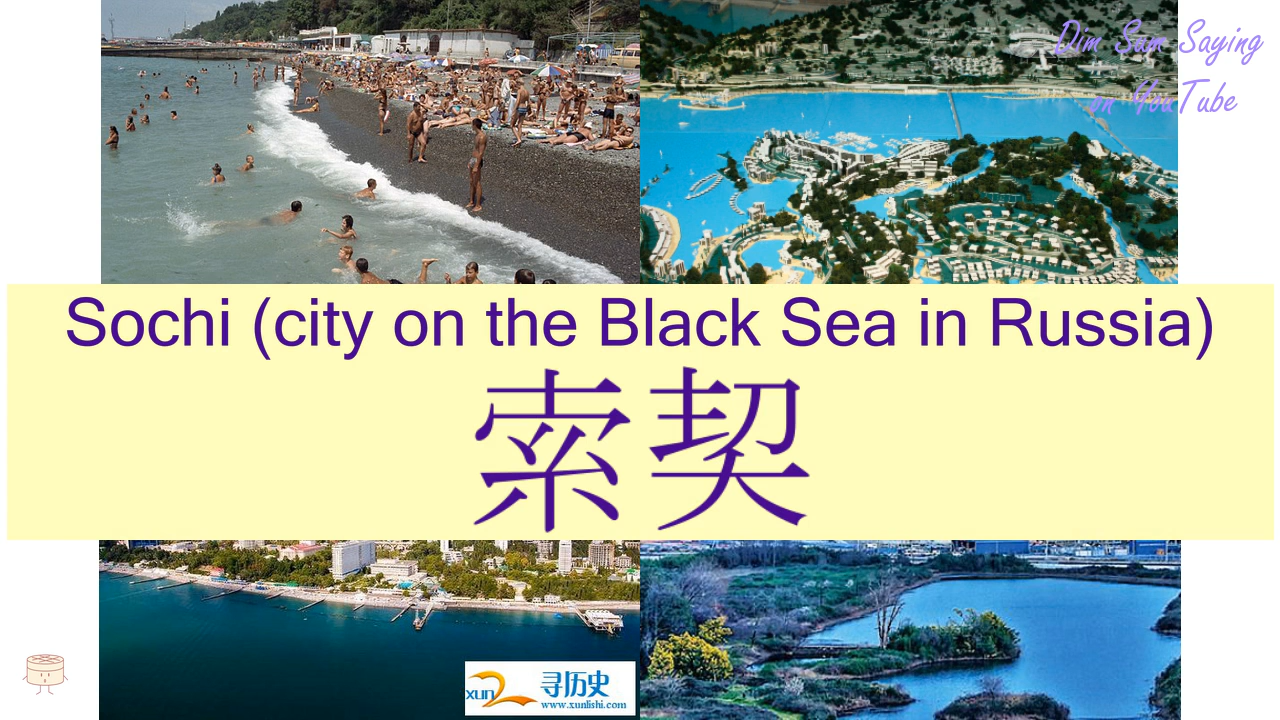 Dim Sum Saying
on YouTube
Sochi (city on the Black Sea in Russia)
索契
xun
寻历史
www.xunlishi.com